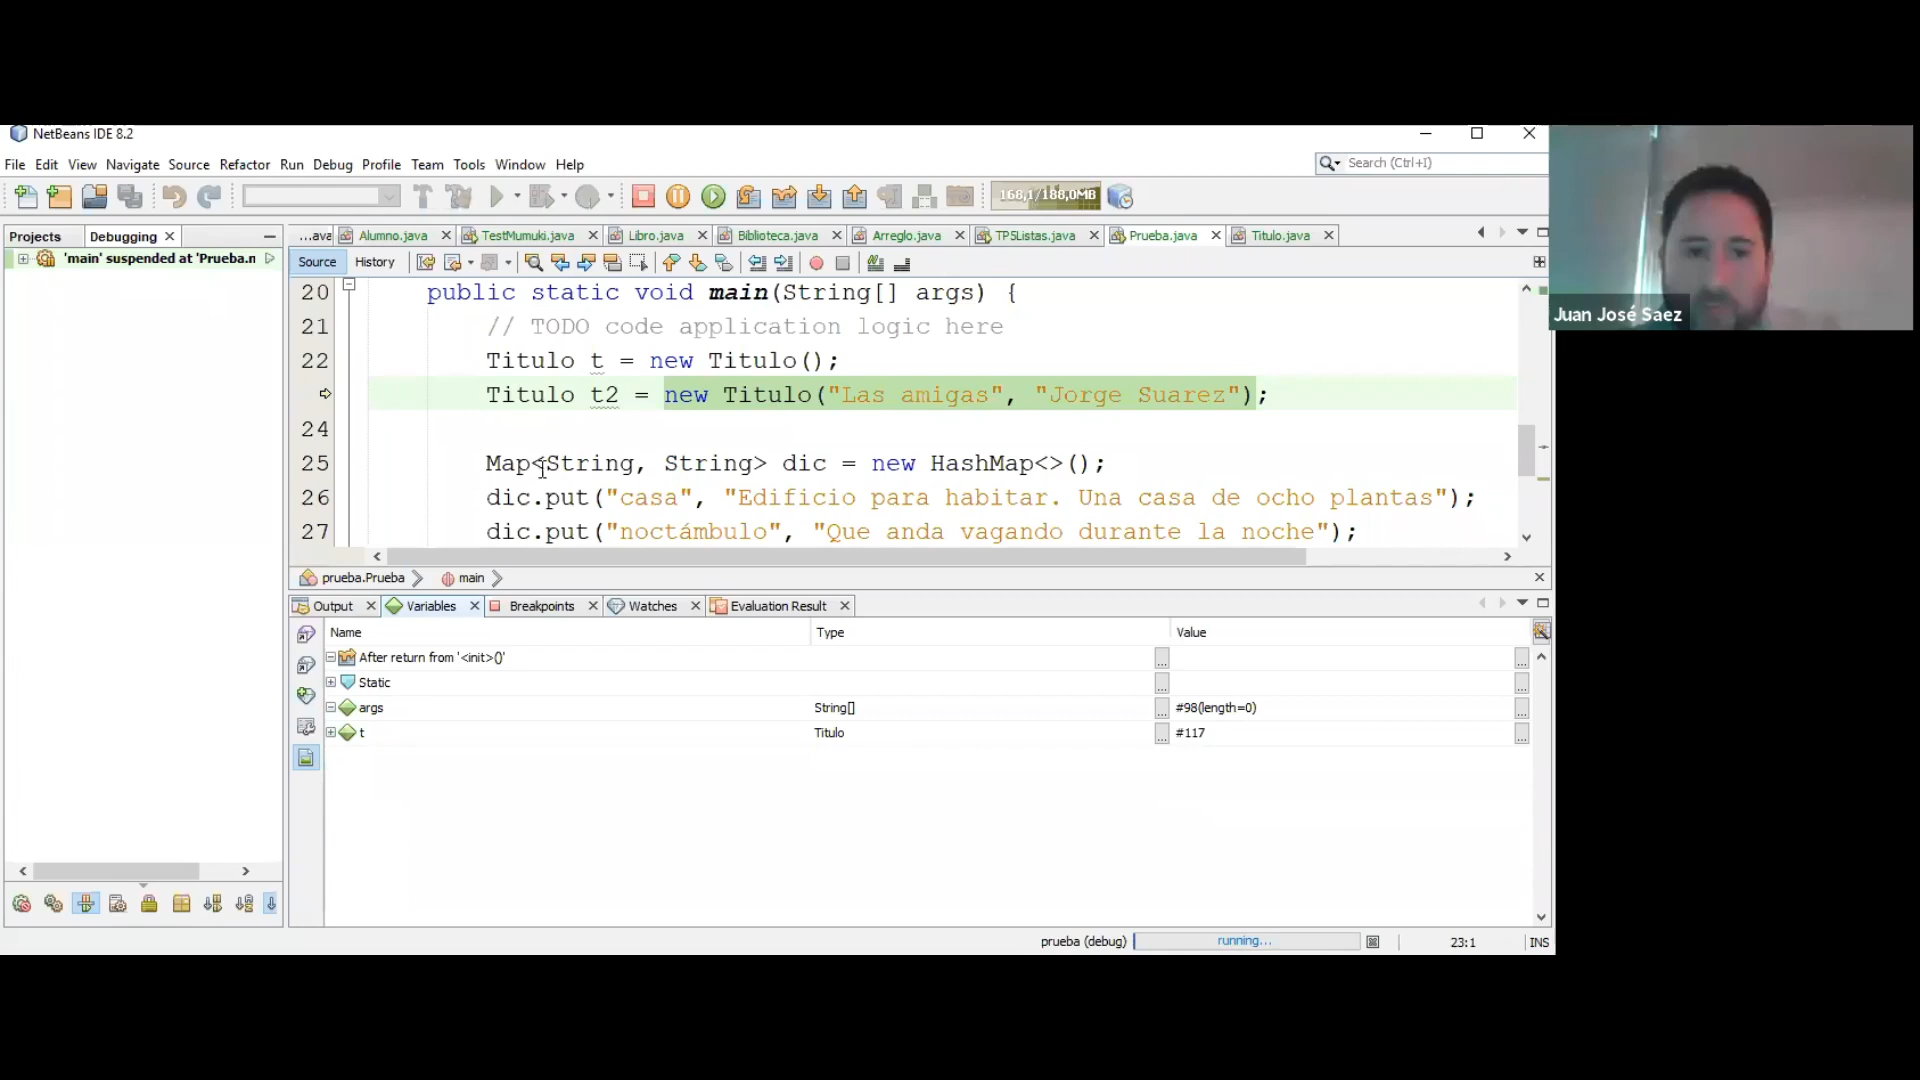 NetBeans IDE 8.2
File Edit View Navigate Source Refactor Run Debug Profile Team Tools Window Help
Search (Ctrl+I)
168,1/188,0MB
Projects Debugging
...ava Alumno.java TestMumuki.java Libro.java Biblioteca.java Arreglo.java TPSListas.java Prueba.java Titulo.java
'main' suspended at 'Prueba.n
Source History
20 public static void main(String[] args) {
21 // TODO code application logic here
22 Titulo t = new Titulo();
Titulo t2 = new Titulo("Las amigas", "Jorge Suarez");
24
25 Map<String, String> dic = new HashMap<>();
26 dic.put("casa", "Edificio para habitar. Una casa de ocho plantas");
27 dic.put("noctámbulo", "Que anda vagando durante la noche");
prueba.Prueba main
Output Variables Breakpoints Watches Evaluation Result
Name Type Value
After return from '<init>()'
Static
args String[] #98(length=0)
t Titulo #117
prueba (debug) running... 23:1 INS
Juan José Saez